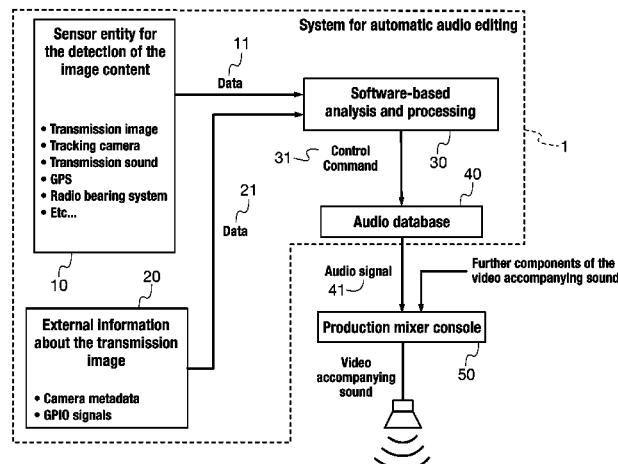 System for automatic audio editing
Sensor entity for
the detection of the
image content
• Transmission image
• Tracking camera
• Transmission sound
• GPS
• Radio bearing system
• Etc...
10
11
Data
Software-based
analysis and processing
30
1
31
Control
Command
21
Data
40
Audio database
20
External information
about the transmission
image
• Camera metadata
• GPIO signals
Audio signal
41
Further components of the
video accompanying sound
Production mixer console
50
Video
accompanying
sound